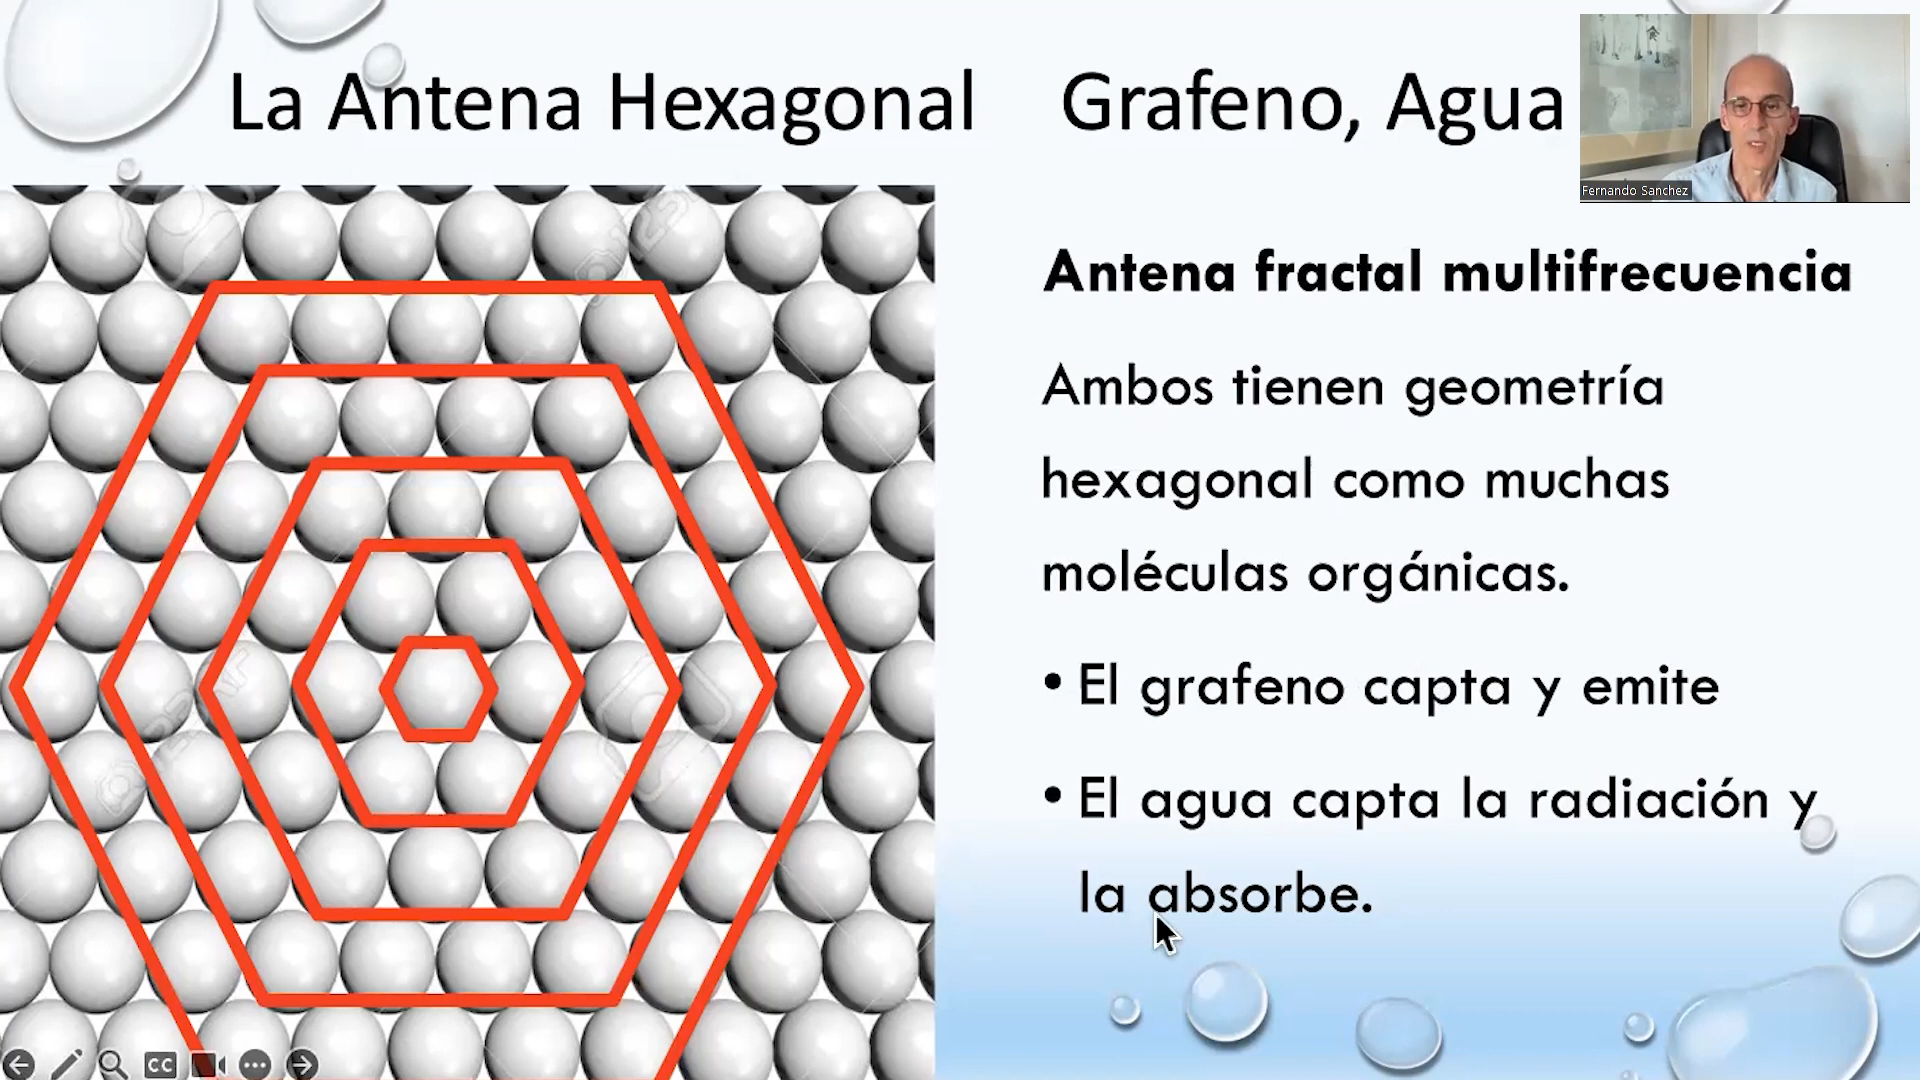 La Antena Hexagonal Grafeno, Agua
Fernando Sanchez
Antena fractal multifrecuencia
Ambos tienen geometría
hexagonal como muchas
moléculas orgánicas.
• El grafeno capta y emite
• El agua capta la radiación y
la absorbe.
CC